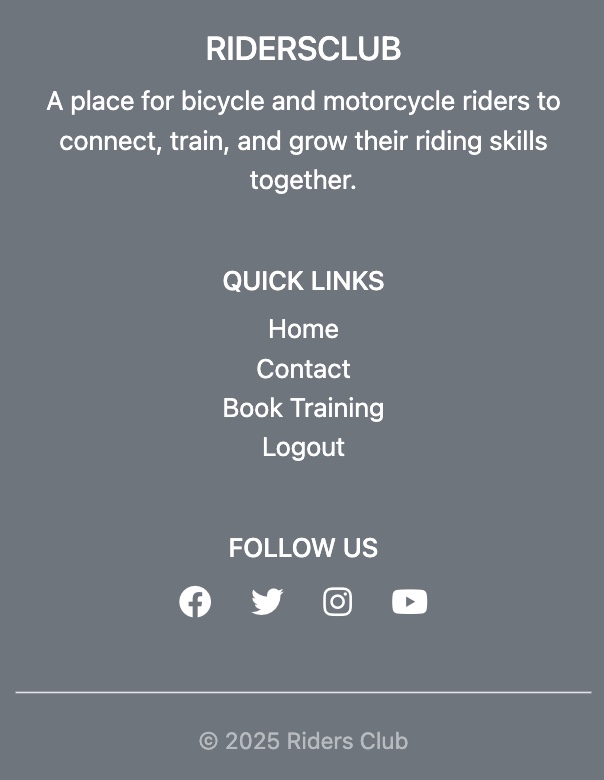 RIDERSCLUB
A place for bicycle and motorcycle riders to
connect, train, and grow their riding skills
together.
QUICK LINKS
Home
Contact
Book Training
Logout
FOLLOW US
© 2025 Riders Club